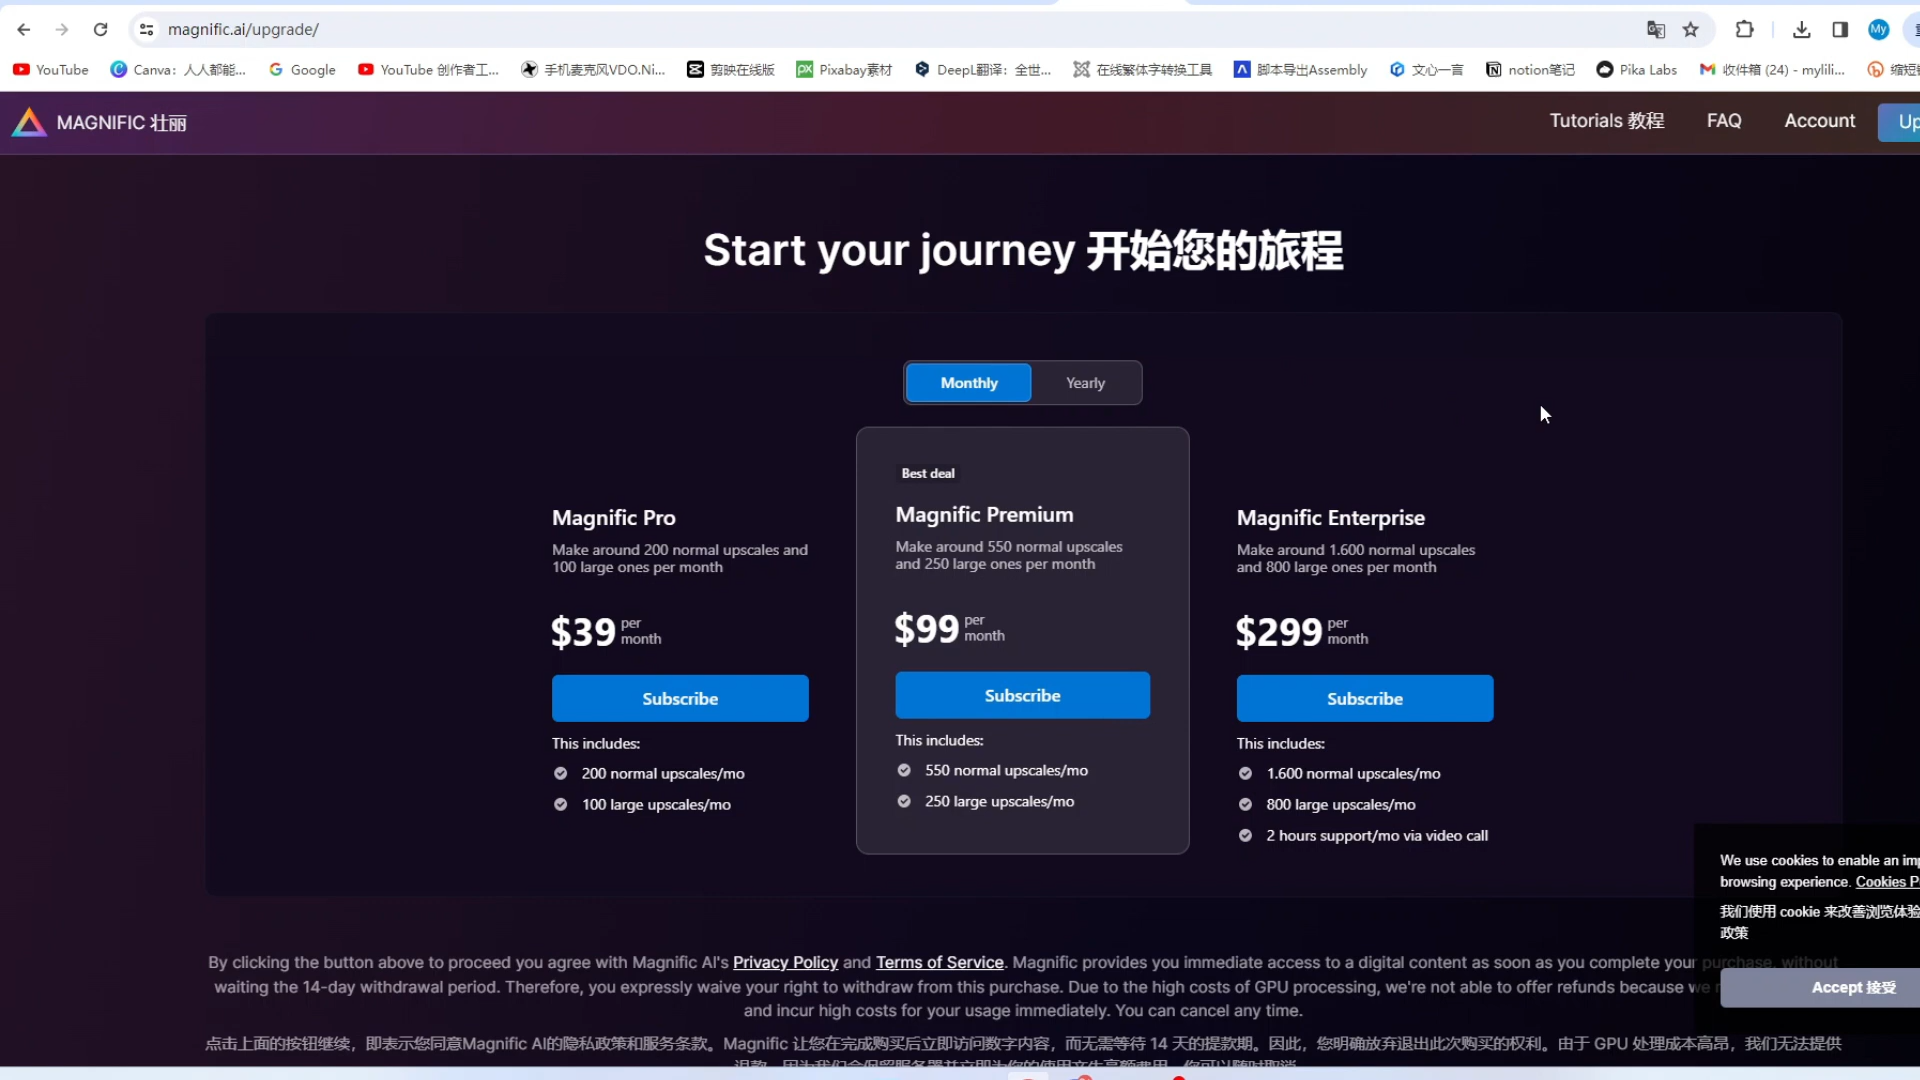 magnific.ai/upgrade/
My
YouTube
Canva：人人都能...
Google
YouTube 创作者工...
手机麦克风VDO.Ni...
剪映在线版
Pixabay素材
DeepL翻译：全世...
在线繁体字转换工具
脚本导出Assembly
文心一言
notion笔记
Pika Labs
收件箱 (24) - mylili...
MAGNIFIC 壮丽
Tutorials 教程
FAQ
Account
Start your journey 开始您的旅程
Monthly
Yearly
Magnific Pro
Make around 200 normal upscales and
100 large ones per month
$39 per
month
Subscribe
This includes:
200 normal upscales/mo
100 large upscales/mo
Best deal
Magnific Premium
Make around 550 normal upscales
and 250 large ones per month
$99 per
month
Subscribe
This includes:
550 normal upscales/mo
250 large upscales/mo
Magnific Enterprise
Make around 1.600 normal upscales
and 800 large ones per month
$299 per
month
Subscribe
This includes:
1.600 normal upscales/mo
800 large upscales/mo
2 hours support/mo via video call
We use cookies to enable an
browsing experience. Cookies
我们使用 cookie 来改善浏览体验
政策
Accept 接受
By clicking the button above to proceed you agree with Magnific AI's Privacy Policy and Terms of Service. Magnific provides you immediate access to a digital content as soon as you complete your purchase, without
waiting the 14-day withdrawal period. Therefore, you expressly waive your right to withdraw from this purchase. Due to the high costs of GPU processing, we're not able to offer refunds because we
and incur high costs for your usage immediately. You can cancel any time.
点击上面的按钮继续，即表示您同意Magnific AI的隐私政策和服务条款。Magnific 让您在完成购买后立即访问数字内容，而无需等待 14 天的提款期。因此，您明确放弃退出此次购买的权利。由于 GPU 处理成本高昂，我们无法提供